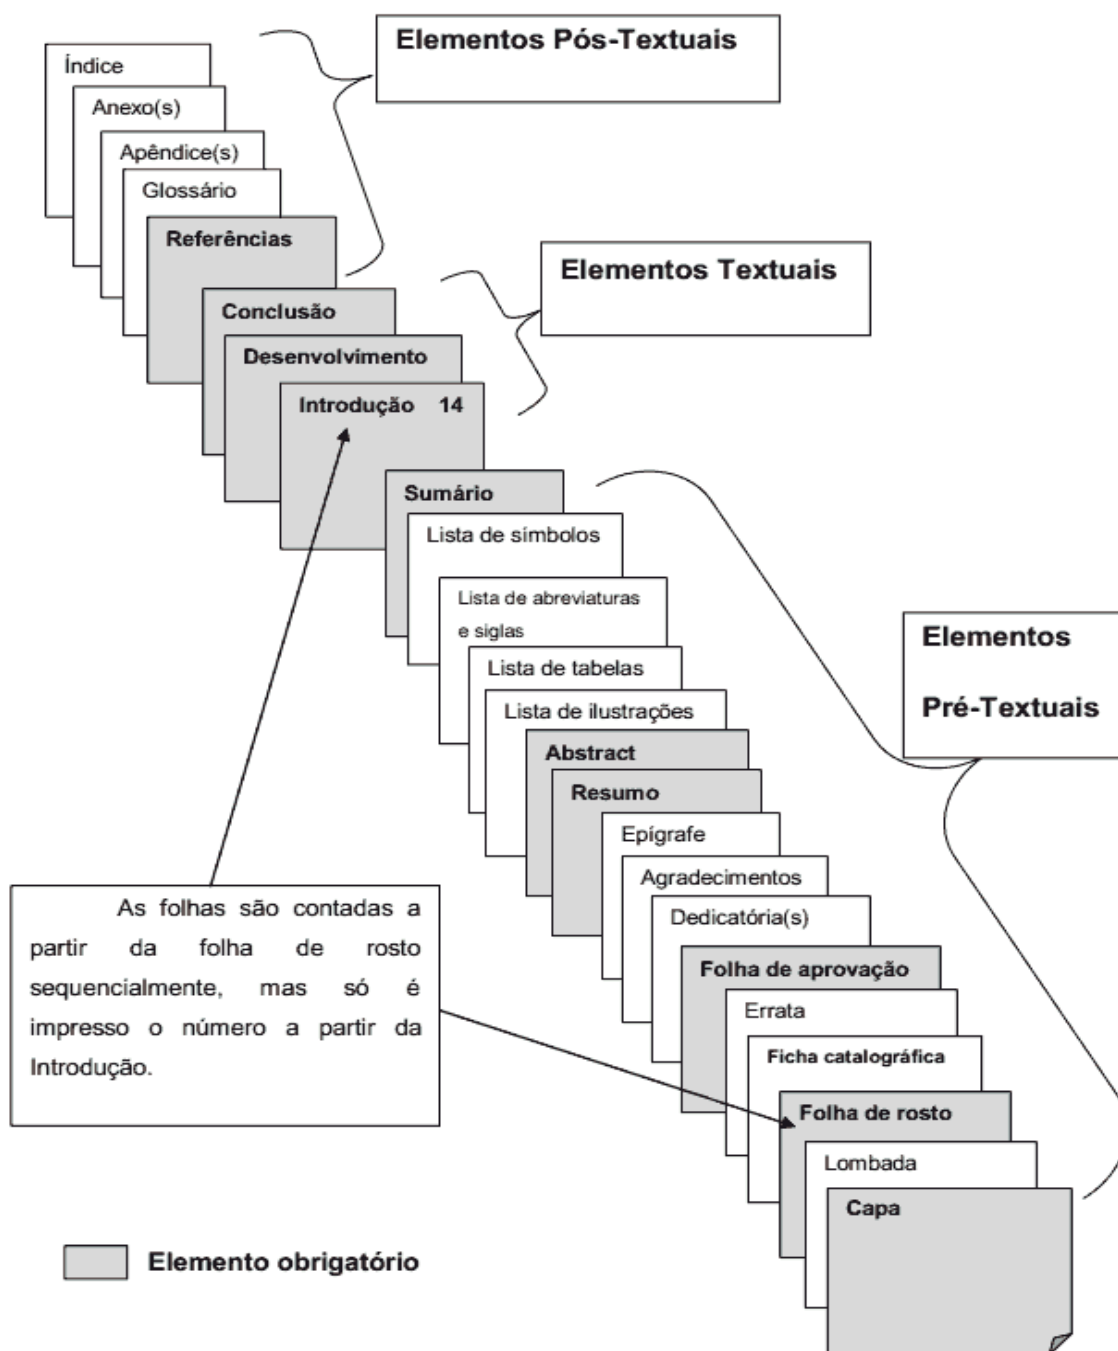 Elementos Pós-Textuais
Índice
Anexo(s)
Apêndice(s)
Glossário
Referências
Elementos Textuais
Conclusão
Desenvolvimento
Introdução 14
Sumário
Lista de símbolos
Lista de abreviaturas
e siglas
Elementos
Pré-Textuais
Lista de tabelas
Lista de ilustrações
Abstract
Resumo
Epígrafe
Agradecimentos
Dedicatória(s)
As folhas são contadas a
partir da folha de rosto
sequencialmente, mas só é
impresso o número a partir da
Introdução.
Folha de aprovação
Errata
Ficha catalográfica
Folha de rosto
Lombada
Capa
Elemento obrigatório